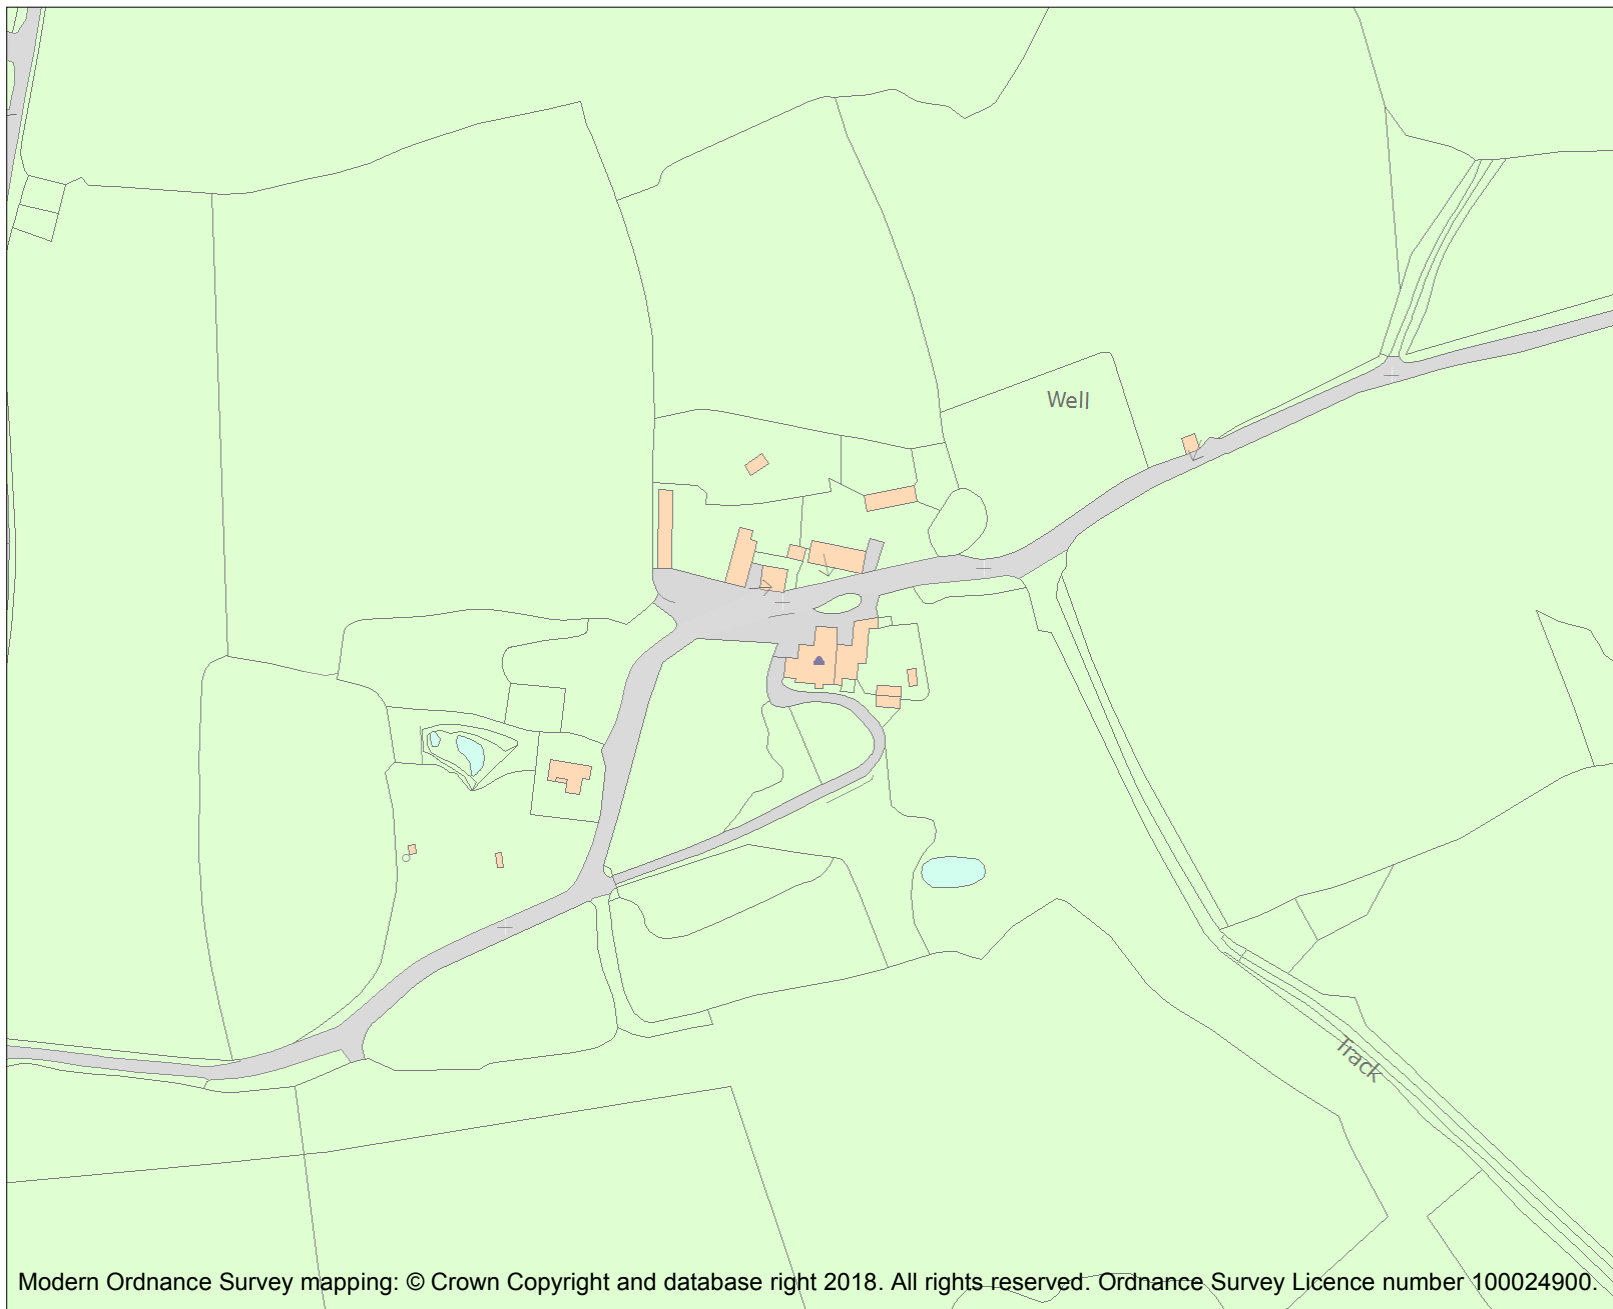 Well
Track
Modern Ordnance Survey mapping: © Crown Copyright and database right 2018. All rights reserved. Ordnance Survey Licence number 100024900.